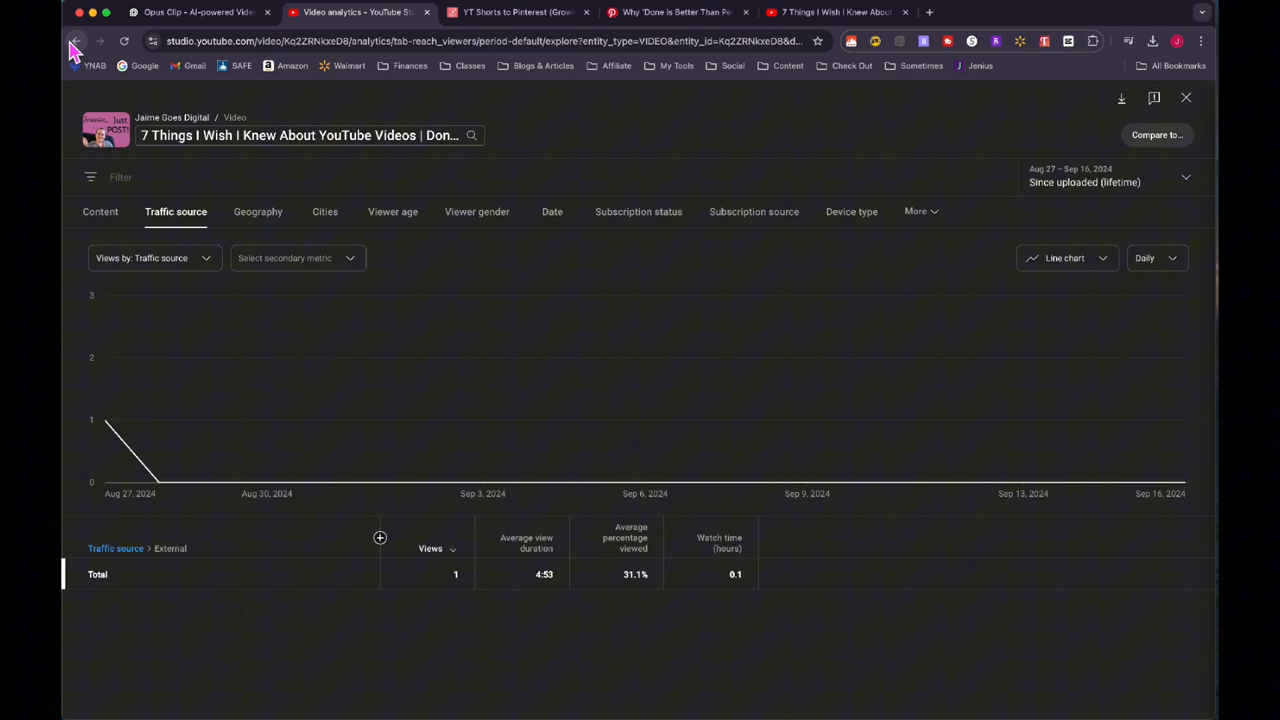 Opus Clip - AI-powered Vide
Video analytics - YouTube Stu
YT Shorts to Pinterest (Growt
Why 'Done is Better Than Per
7 Things I Wish I Knew About
studio.youtube.com/video/Kq2ZRNkxeD8/analytics/tab-reach_viewers/period-default/explore?entity_type=VIDEO&entity_id=Kq2ZRNkxeD8&d...
YNAB Google Gmail SAFE Amazon Walmart Finances Classes Blogs & Articles Affiliate My Tools Social Content Check Out Sometimes Jenius All Bookmarks
Jaime Goes Digital / Video
Just
POST!
7 Things I Wish I Knew About YouTube Videos | Don...
Compare to...
Filter
Aug 27 – Sep 16, 2024
Since uploaded (lifetime)
Content Traffic source Geography Cities Viewer age Viewer gender Date Subscription status Subscription source Device type More
Views by: Traffic source
Select secondary metric
Line chart
Daily
3
2
1
0
Aug 27, 2024 Aug 30, 2024 Sep 3, 2024 Sep 6, 2024 Sep 9, 2024 Sep 13, 2024 Sep 16, 2024
Traffic source > External
Views
Average view
duration
Average
percentage
viewed
Watch time
(hours)
Total 1 4:53 31.1% 0.1